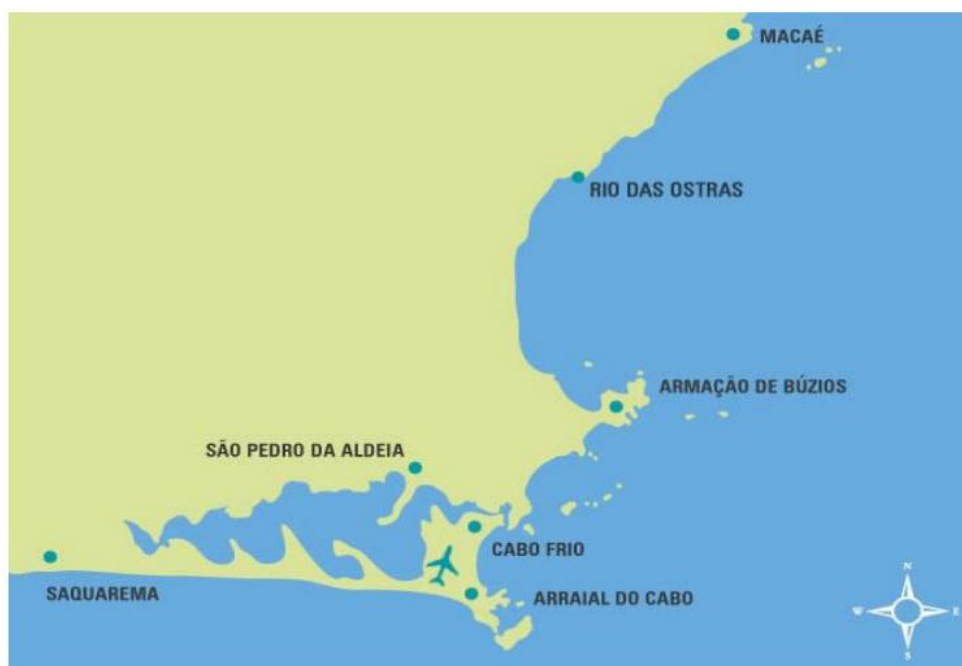 MACAÉ
RIO DAS OSTRAS
ARMAÇÃO DE BÚZIOS
SÃO PEDRO DA ALDEIA
CABO FRIO
SAQUAREMA
ARRAIAL DO CABO
N
W
E
S